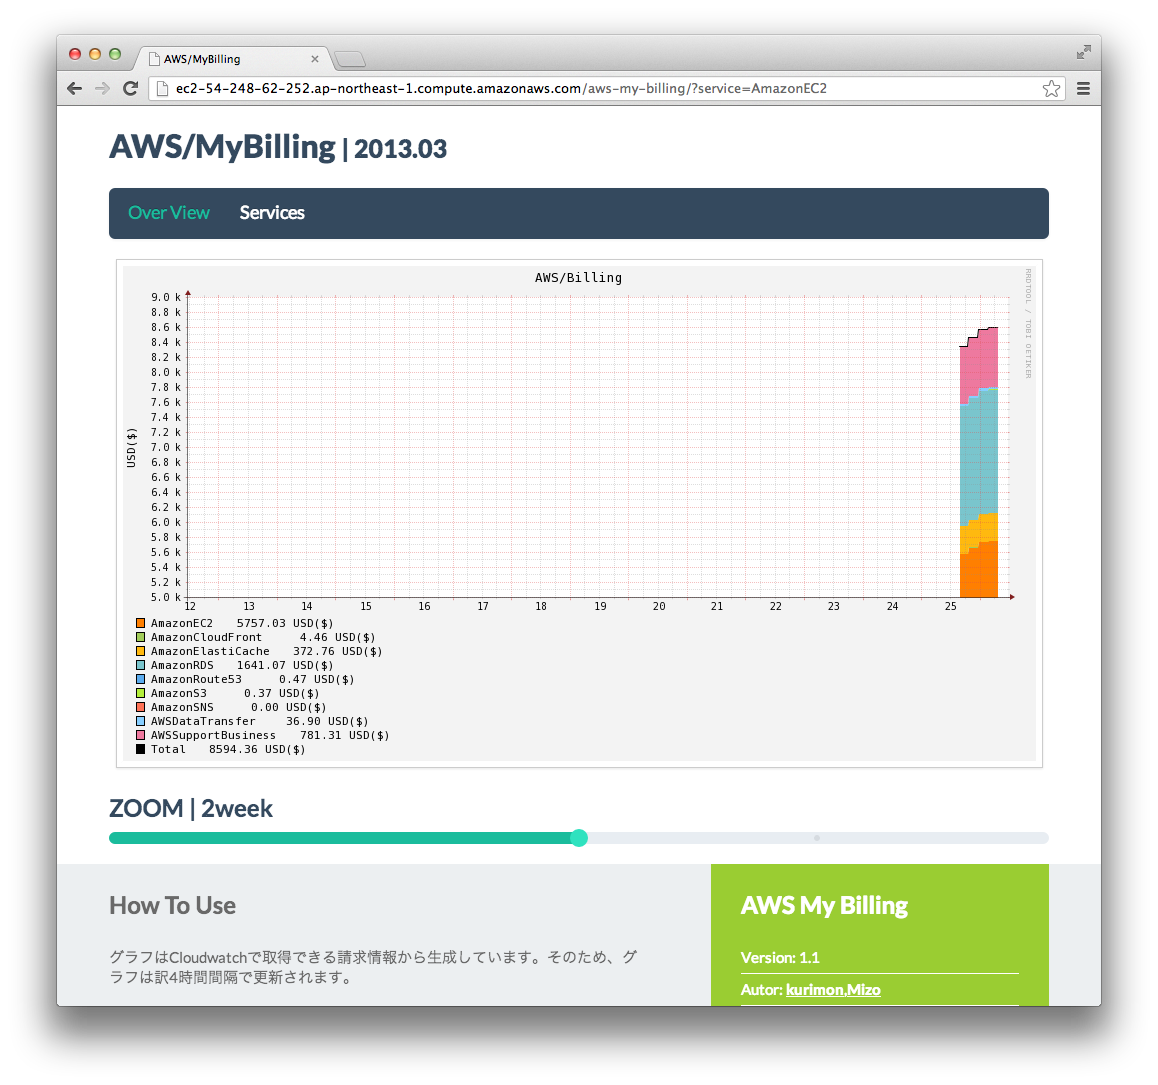 AWS/MyBilling
ec2-54-248-62-252.ap-northeast-1.compute.amazonaws.com/aws-my-billing/?service=AmazonEC2
AWS/MyBilling | 2013.03
Over View Services
AWS/Billing
RRDTOOL / TOBI OETIKER
USD($)
9.0 k
8.8 k
8.6 k
8.4 k
8.2 k
8.0 k
7.8 k
7.6 k
7.4 k
7.2 k
7.0 k
6.8 k
6.6 k
6.4 k
6.2 k
6.0 k
5.8 k
5.6 k
5.4 k
5.2 k
5.0 k
12 13 14 15 16 17 18 19 20 21 22 23 24 25
AmazonEC2 5757.03 USD($)
AmazonCloudFront 4.46 USD($)
AmazonElastiCache 372.76 USD($)
AmazonRDS 1641.07 USD($)
AmazonRoute53 0.47 USD($)
AmazonS3 0.37 USD($)
AmazonSNS 0.00 USD($)
AWSDataTransfer 36.90 USD($)
AWSSupportBusiness 781.31 USD($)
Total 8594.36 USD($)
ZOOM | 2week
How To Use
グラフはCloudwatchで取得できる請求情報から生成しています。そのため、グ
ラフは訳4時間間隔で更新されます。
AWS My Billing
Version: 1.1
Autor: kurimon,Mizo